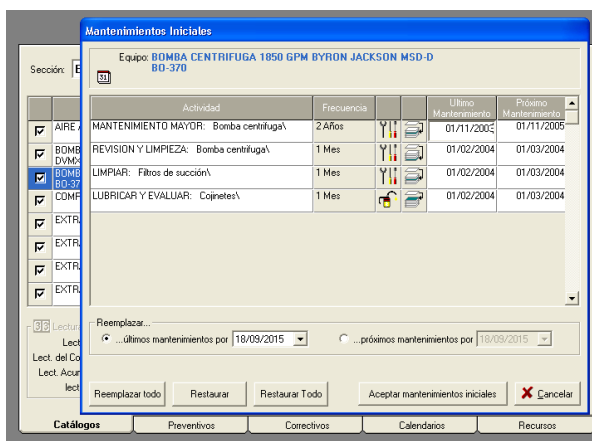 Mantenimientos Iniciales
Equipo: BOMBA CENTRIFUGA 1850 GPM BYRON JACKSON MSD-D
BO-370
31
Sección:
Actividad Frecuencia Ultimo Mantenimiento Próximo Mantenimiento
MANTENIMIENTO MAYOR: Bomba centrifuga\ 2 Años 01/11/2003 01/11/2005
REVISION Y LIMPIEZA: Bomba centrifuga\ 1 Mes 01/02/2004 01/03/2004
LIMPIAR: Filtros de succión\ 1 Mes 01/02/2004 01/03/2004
LUBRICAR Y EVALUAR: Cojinetes\ 1 Mes 01/02/2004 01/03/2004
AIRE
BOMB
DVMX
BOMB
BO-37
COMF
EXTR
EXTR
EXTR
EXTR
Reemplazar...
...últimos mantenimientos por 18/09/2015 ...próximos mantenimientos por 18/09/2015
33 Lectura
Lect
Lect. del Co
Lect. Acur
lect
Reemplazar todo Restaurar Restaurar Todo Aceptar mantenimientos iniciales Cancelar
Catálogos Preventivos Correctivos Calendarios Recursos